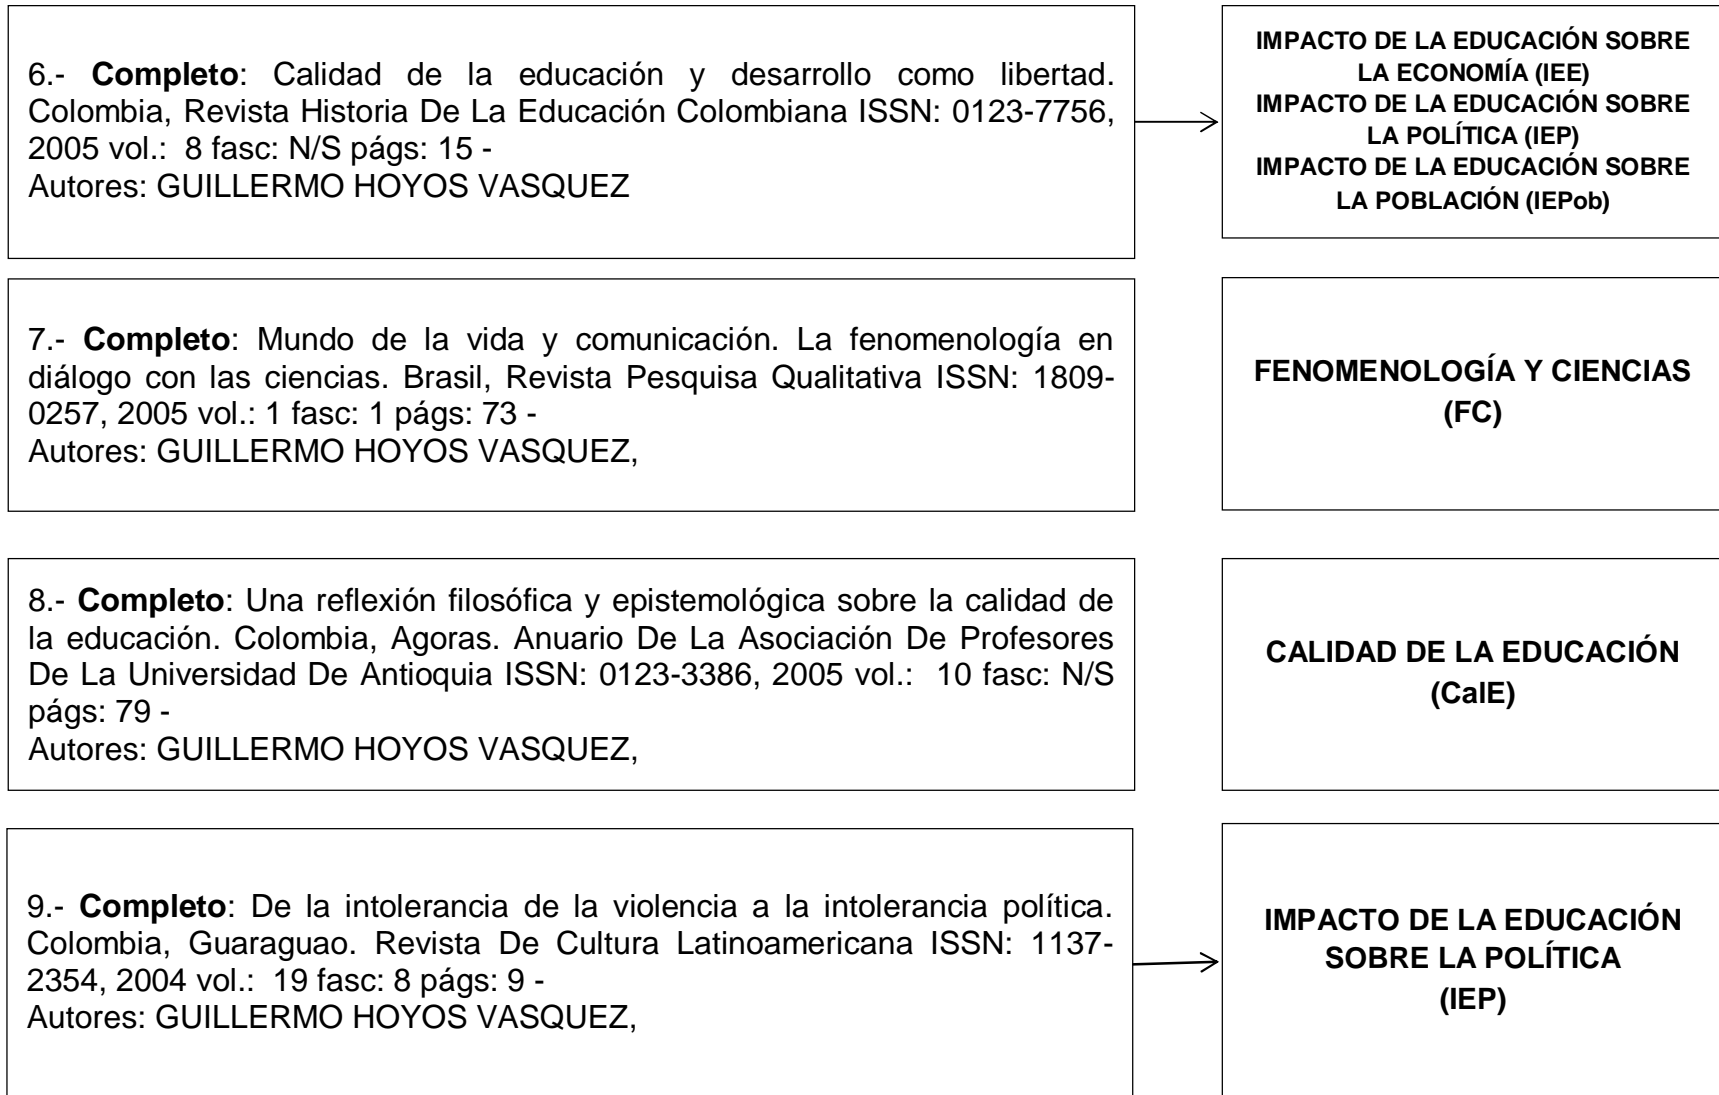 6.- Completo: Calidad de la educación y desarrollo como libertad.
Colombia, Revista Historia De La Educación Colombiana ISSN: 0123-7756,
2005 vol.: 8 fasc: N/S págs: 15 -
Autores: GUILLERMO HOYOS VASQUEZ
IMPACTO DE LA EDUCACIÓN SOBRE
LA ECONOMÍA (IEE)
IMPACTO DE LA EDUCACIÓN SOBRE
LA POLÍTICA (IEP)
IMPACTO DE LA EDUCACIÓN SOBRE
LA POBLACIÓN (IEPob)
7.- Completo: Mundo de la vida y comunicación. La fenomenología en
diálogo con las ciencias. Brasil, Revista Pesquisa Qualitativa ISSN: 1809-
0257, 2005 vol.: 1 fasc: 1 págs: 73 -
Autores: GUILLERMO HOYOS VASQUEZ,
FENOMENOLOGÍA Y CIENCIAS
(FC)
8.- Completo: Una reflexión filosófica y epistemológica sobre la calidad de
la educación. Colombia, Agoras. Anuario De La Asociación De Profesores
De La Universidad De Antioquia ISSN: 0123-3386, 2005 vol.: 10 fasc: N/S
págs: 79 -
Autores: GUILLERMO HOYOS VASQUEZ,
CALIDAD DE LA EDUCACIÓN
(CalE)
9.- Completo: De la intolerancia de la violencia a la intolerancia política.
Colombia, Guaraguao. Revista De Cultura Latinoamericana ISSN: 1137-
2354, 2004 vol.: 19 fasc: 8 págs: 9 -
Autores: GUILLERMO HOYOS VASQUEZ,
IMPACTO DE LA EDUCACIÓN
SOBRE LA POLÍTICA
(IEP)